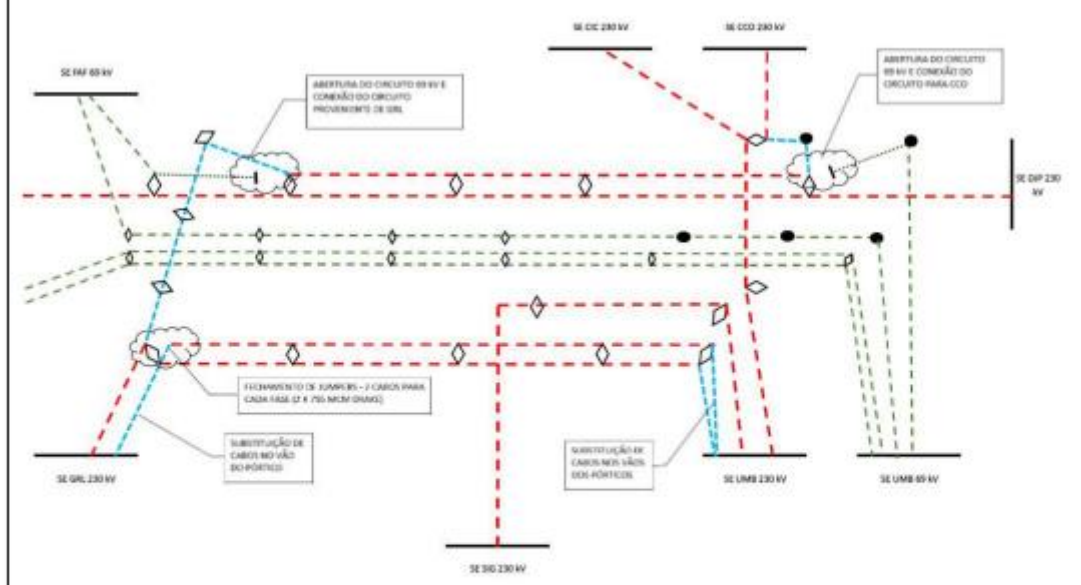 SE CIC 230 kV
SE CCO 230 kV
SE PAF 69 kV
ABERTURA DO CIRCUITO 69 kV E
CONEXÃO DO CIRCUITO
PROVENIENTE DE GRL
ABERTURA DO CIRCUITO
69 kV E CONEXÃO DO
CIRCUITO PARA CCO
SE DJP 230
kV
FECHAMENTO DE JUMPERS – 2 CABOS PARA
CADA FASE (2 X 795 MCM DRAKE)
SUBSTITUIÇÃO DE
CABOS NO VÃO
DO PÓRTICO
SUBSTITUIÇÃO DE
CABOS NOS VÃOS
DOS PÓRTICOS
SE GRL 230 kV
SE UMB 230 kV
SE UMB 69 kV
SE SIG 230 kV